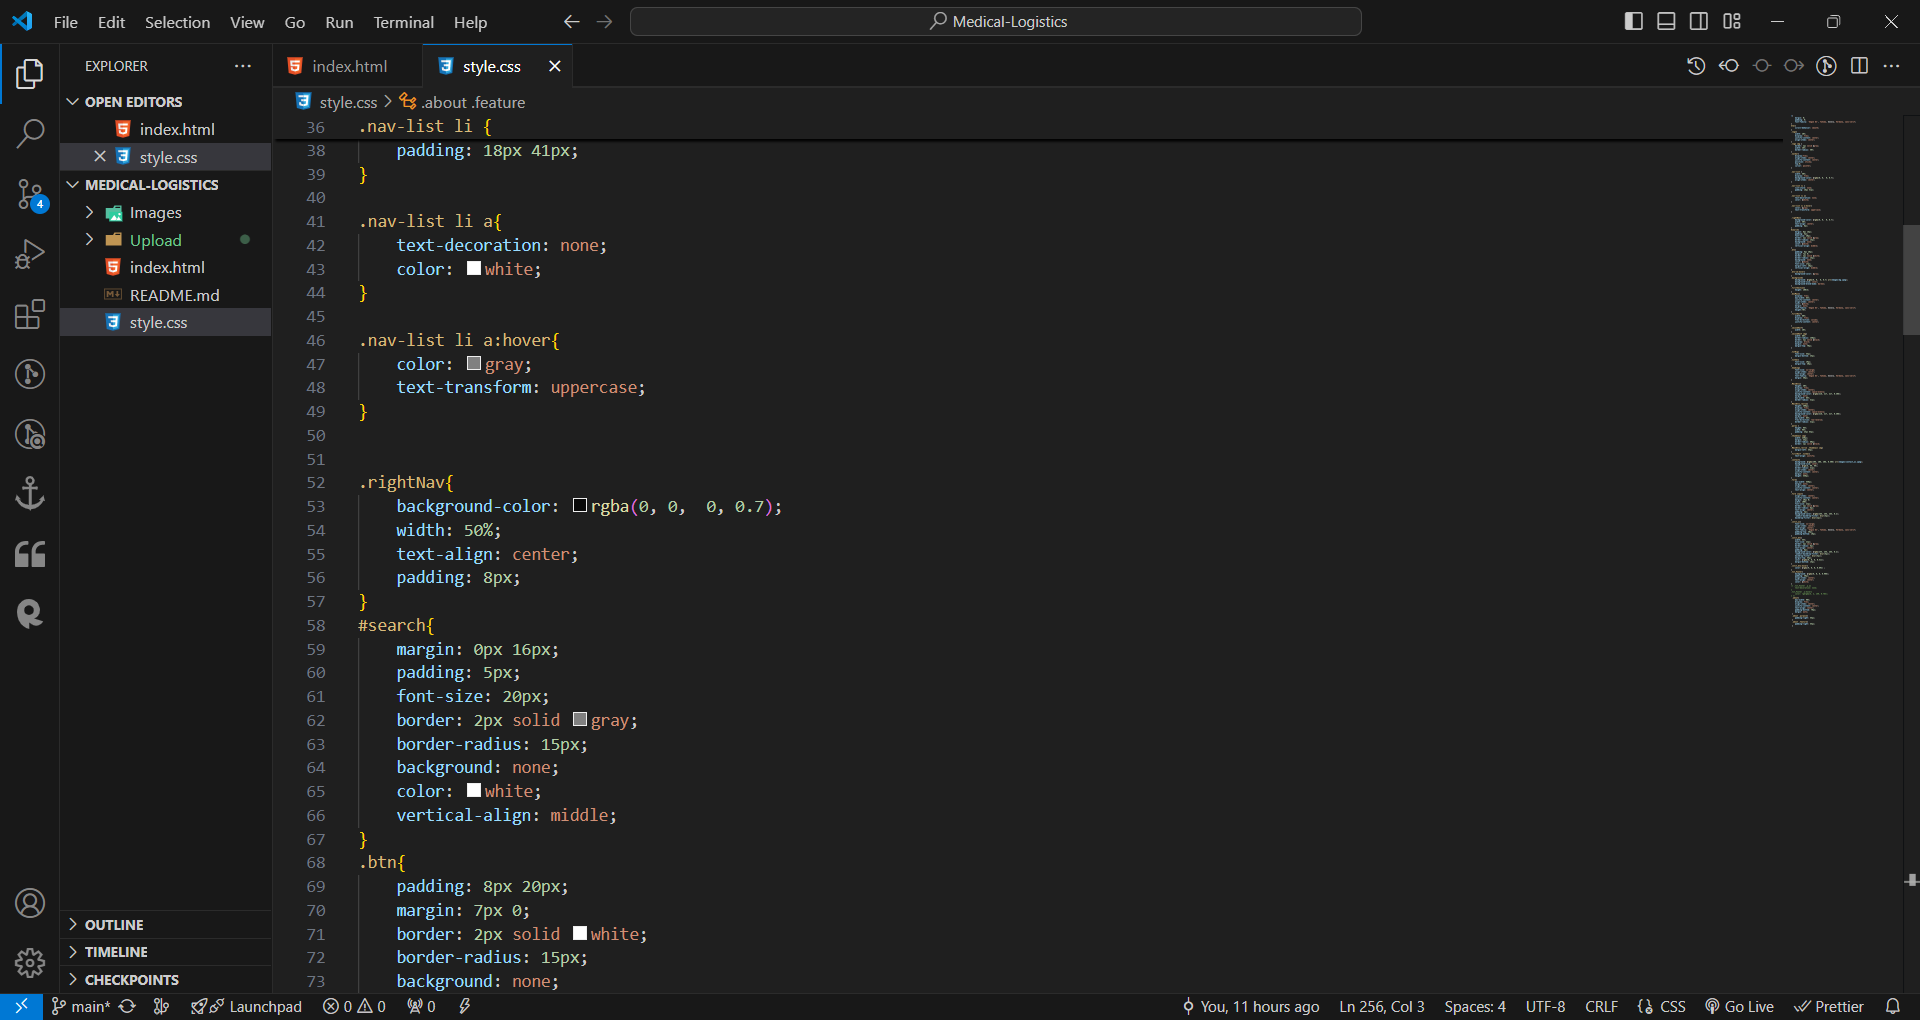 File Edit Selection View Go Run Terminal Help
Medical-Logistics
EXPLORER
OPEN EDITORS
index.html
style.css
MEDICAL-LOGISTICS
Images
Upload
index.html
README.md
style.css
OUTLINE
TIMELINE
CHECKPOINTS
4
index.html
style.css
style.css > .about .feature
36 .nav-list li {
38 padding: 18px 41px;
39 }
40
41 .nav-list li a{
42 text-decoration: none;
43 color: white;
44 }
45
46 .nav-list li a:hover{
47 color: gray;
48 text-transform: uppercase;
49 }
50
51
52 .rightNav{
53 background-color: rgba(0, 0,  0, 0.7);
54 width: 50%;
55 text-align: center;
56 padding: 8px;
57 }
58 #search{
59 margin: 0px 16px;
60 padding: 5px;
61 font-size: 20px;
62 border: 2px solid gray;
63 border-radius: 15px;
64 background: none;
65 color: white;
66 vertical-align: middle;
67 }
68 .btn{
69 padding: 8px 20px;
70 margin: 7px 0;
71 border: 2px solid white;
72 border-radius: 15px;
73 background: none;
main* Launchpad 0 0 0 You, 11 hours ago Ln 256, Col 3 Spaces: 4 UTF-8 CRLF CSS Go Live Prettier